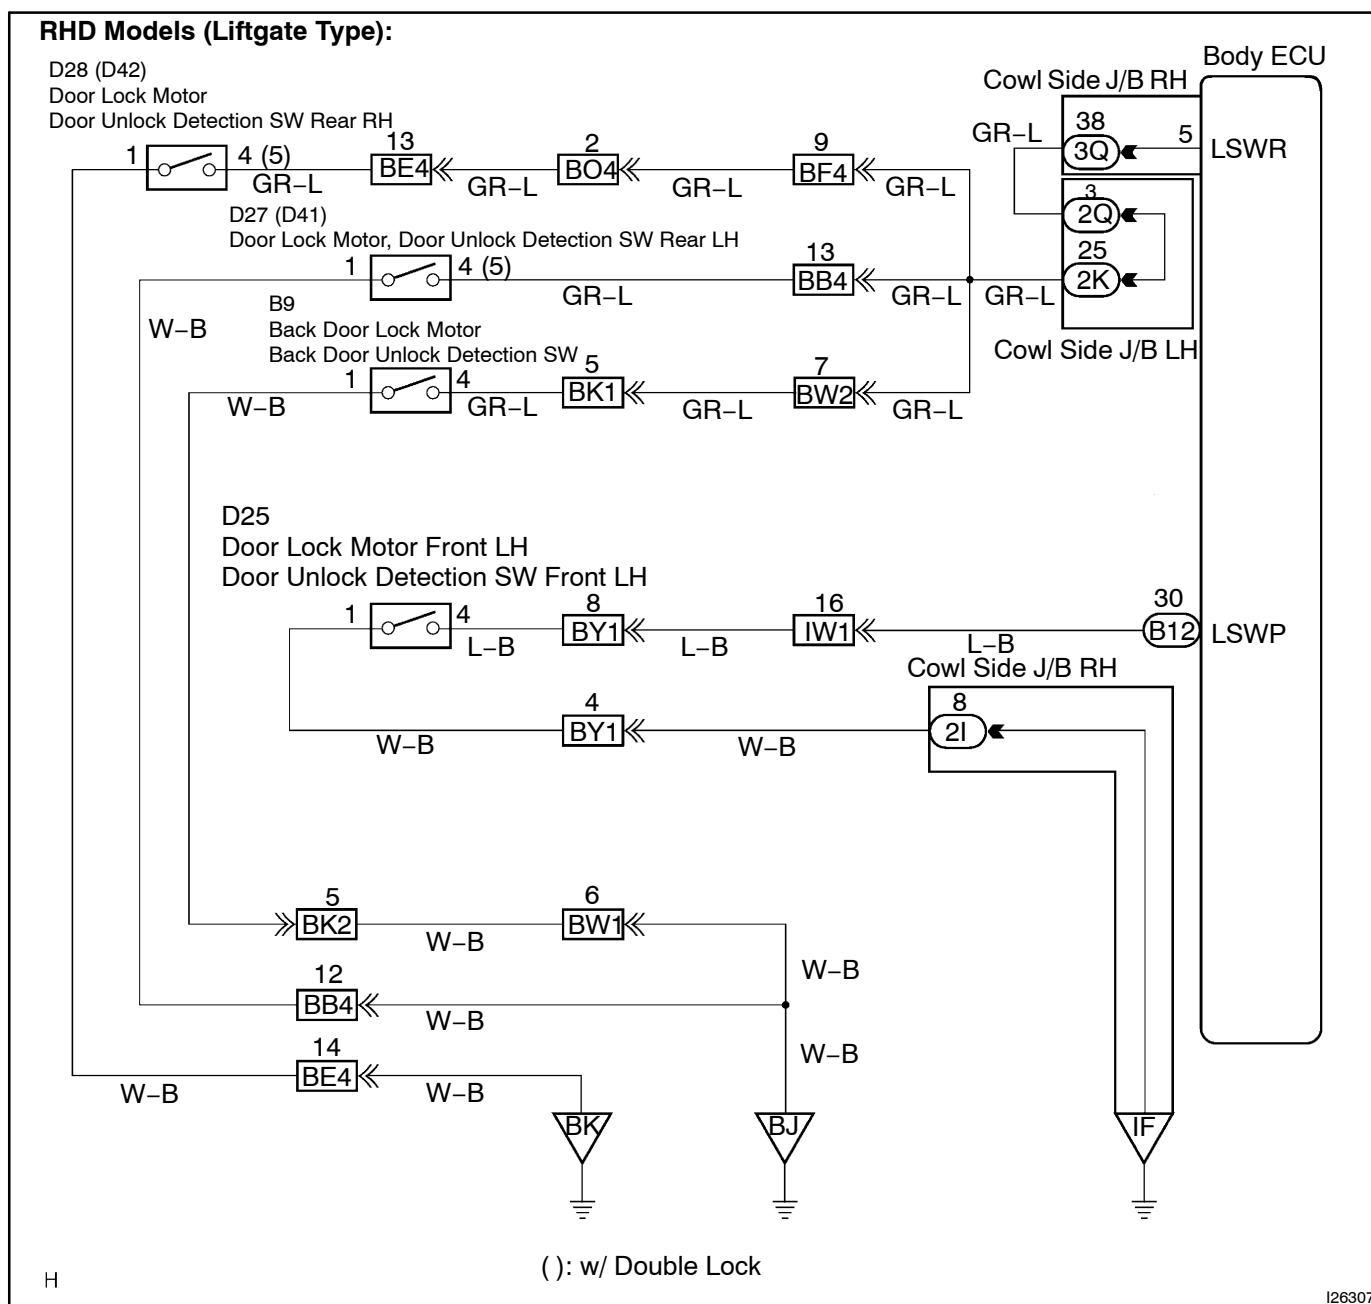 RHD Models (Liftgate Type):
Body ECU
D28 (D42)
Door Lock Motor
Door Unlock Detection SW Rear RH
Cowl Side J/B RH
1
4 (5)
GR-L
13
BE4
GR-L
2
BO4
GR-L
9
BF4
GR-L
GR-L
38
3Q
5
LSWR
3
2Q
D27 (D41)
Door Lock Motor, Door Unlock Detection SW Rear LH
1
4 (5)
GR-L
13
BB4
GR-L
GR-L
25
2K
Cowl Side J/B LH
W-B
B9
Back Door Lock Motor
Back Door Unlock Detection SW
W-B
1
4
GR-L
5
BK1
GR-L
7
BW2
GR-L
D25
Door Lock Motor Front LH
Door Unlock Detection SW Front LH
1
4
L-B
8
BY1
L-B
16
IW1
L-B
30
B12
LSWP
Cowl Side J/B RH
W-B
4
BY1
W-B
8
2I
5
BK2
W-B
6
BW1
W-B
12
BB4
W-B
W-B
W-B
14
BE4
W-B
BK
BJ
IF
( ): w/ Double Lock
H
I26307